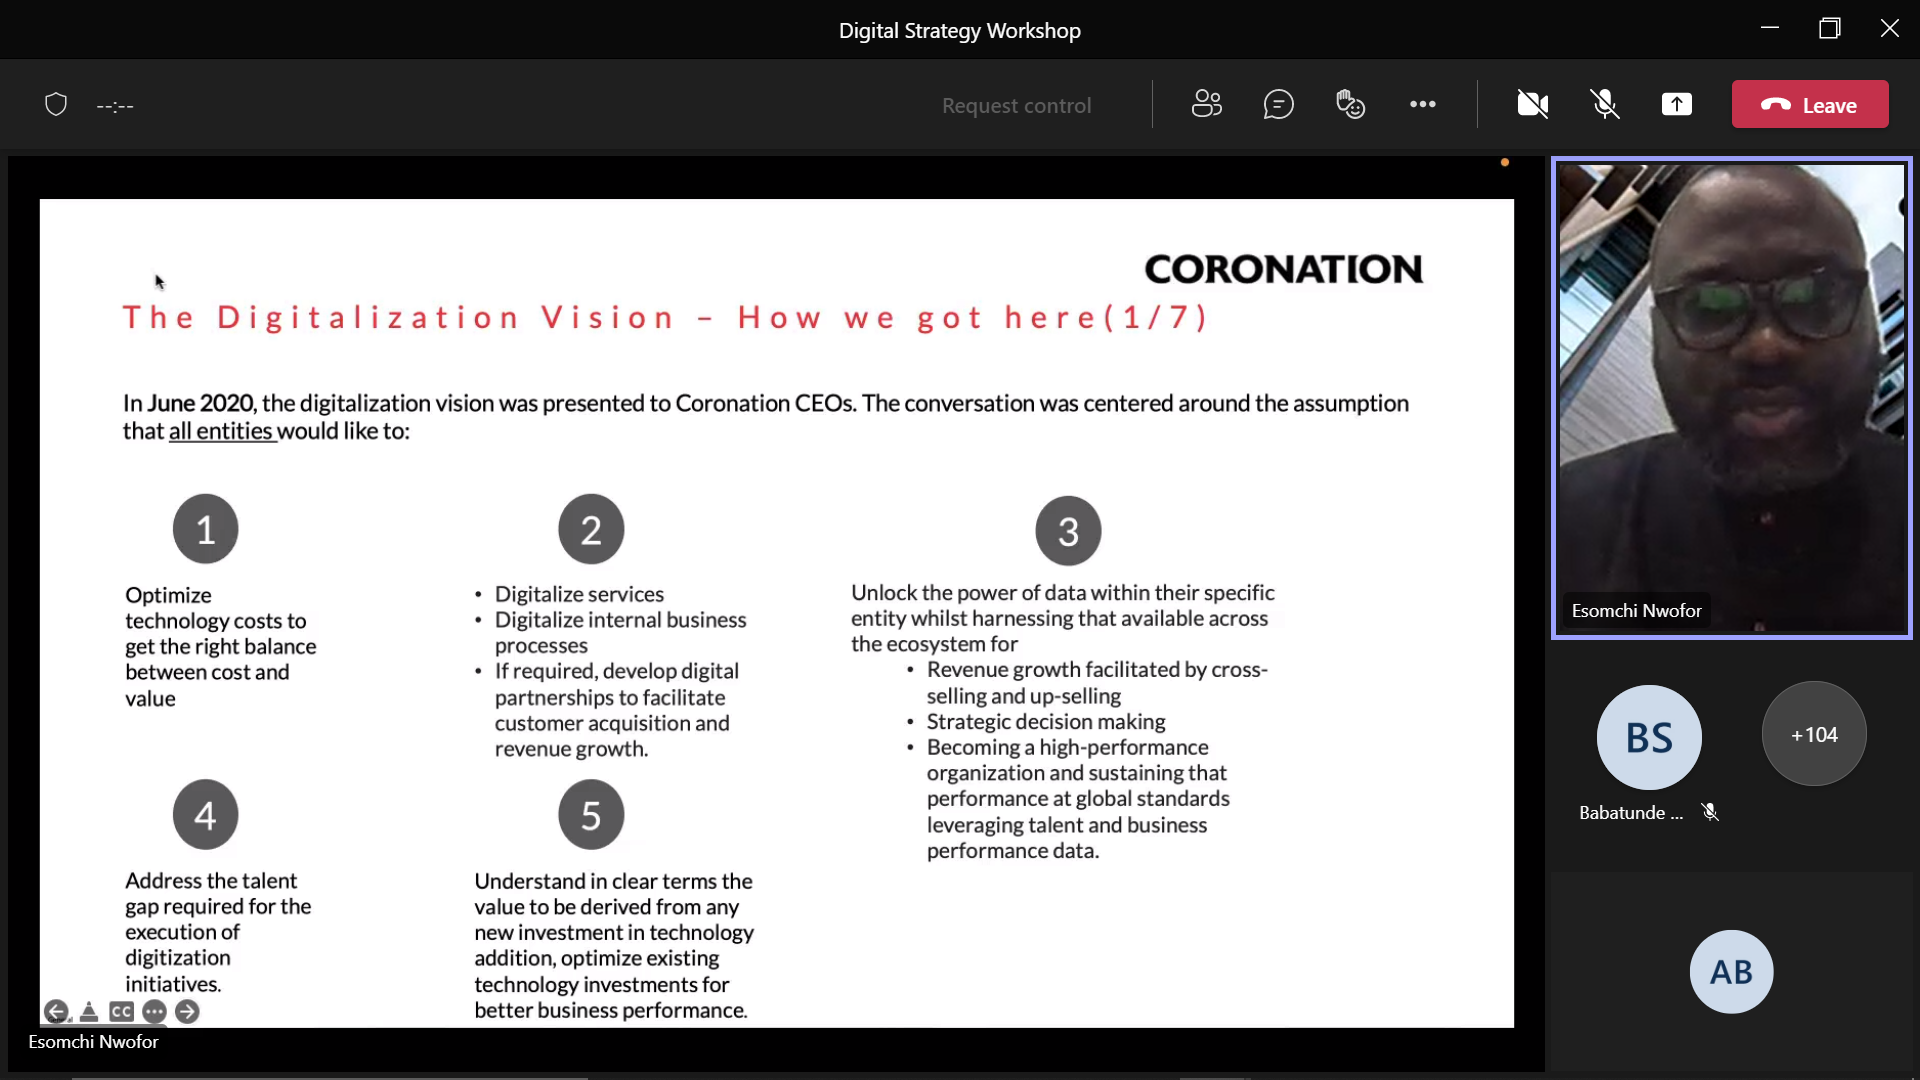 Digital Strategy Workshop
--:--
Request control
Leave
CORONATION
The Digitalization Vision – How we got here(1/7)
In June 2020, the digitalization vision was presented to Coronation CEOs. The conversation was centered around the assumption
that all entities would like to:
1
Optimize
technology costs to
get the right balance
between cost and
value
2
• Digitalize services
• Digitalize internal business
processes
• If required, develop digital
partnerships to facilitate
customer acquisition and
revenue growth.
3
Unlock the power of data within their specific
entity whilst harnessing that available across
the ecosystem for
• Revenue growth facilitated by cross-
selling and up-selling
• Strategic decision making
• Becoming a high-performance
organization and sustaining that
performance at global standards
leveraging talent and business
performance data.
4
Address the talent
gap required for the
execution of
digitization
initiatives.
5
Understand in clear terms the
value to be derived from any
new investment in technology
addition, optimize existing
technology investments for
better business performance.
CC
Esomchi Nwofor
Esomchi Nwofor
BS
+104
Babatunde ...
AB